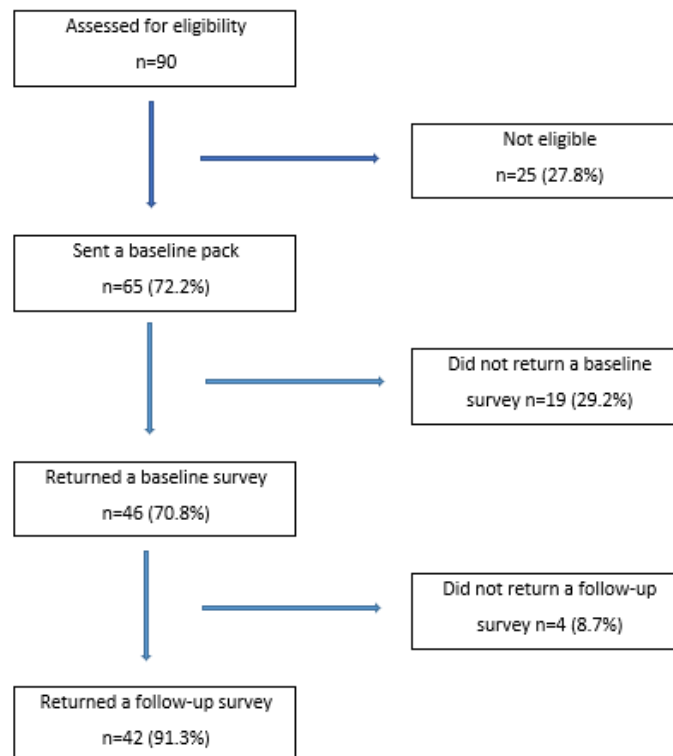 Assessed for eligibility
n=90
Not eligible
n=25 (27.8%)
Sent a baseline pack
n=65 (72.2%)
Did not return a baseline
survey n=19 (29.2%)
Returned a baseline survey
n=46 (70.8%)
Did not return a follow-up
survey n=4 (8.7%)
Returned a follow-up survey
n=42 (91.3%)